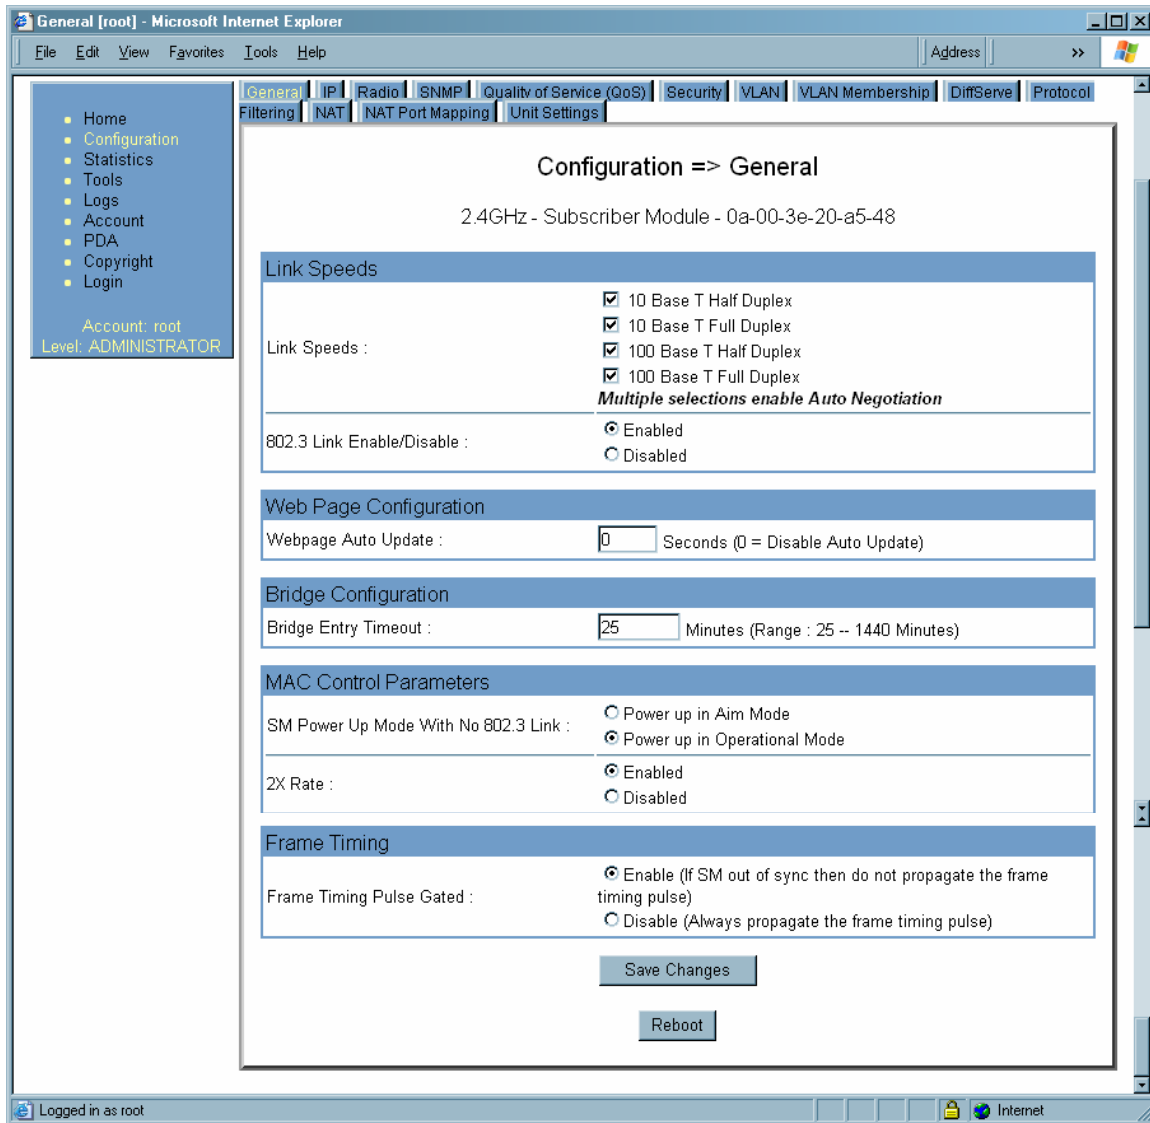 General [root] - Microsoft Internet Explorer
File Edit View Favorites Tools Help Address »
General IP Radio SNMP Quality of Service (QoS) Security VLAN VLAN Membership DiffServe Protocol
Filtering NAT NAT Port Mapping Unit Settings
Home
Configuration
Statistics
Tools
Logs
Account
PDA
Copyright
Login
Account: root
Level: ADMINISTRATOR
Configuration => General
2.4GHz - Subscriber Module - 0a-00-3e-20-a5-48
Link Speeds
Link Speeds :
10 Base T Half Duplex
10 Base T Full Duplex
100 Base T Half Duplex
100 Base T Full Duplex
Multiple selections enable Auto Negotiation
802.3 Link Enable/Disable :
Enabled
Disabled
Web Page Configuration
Webpage Auto Update : 0 Seconds (0 = Disable Auto Update)
Bridge Configuration
Bridge Entry Timeout : 25 Minutes (Range : 25 -- 1440 Minutes)
MAC Control Parameters
SM Power Up Mode With No 802.3 Link :
Power up in Aim Mode
Power up in Operational Mode
2X Rate :
Enabled
Disabled
Frame Timing
Frame Timing Pulse Gated :
Enable (If SM out of sync then do not propagate the frame
timing pulse)
Disable (Always propagate the frame timing pulse)
Save Changes
Reboot
Logged in as root Internet